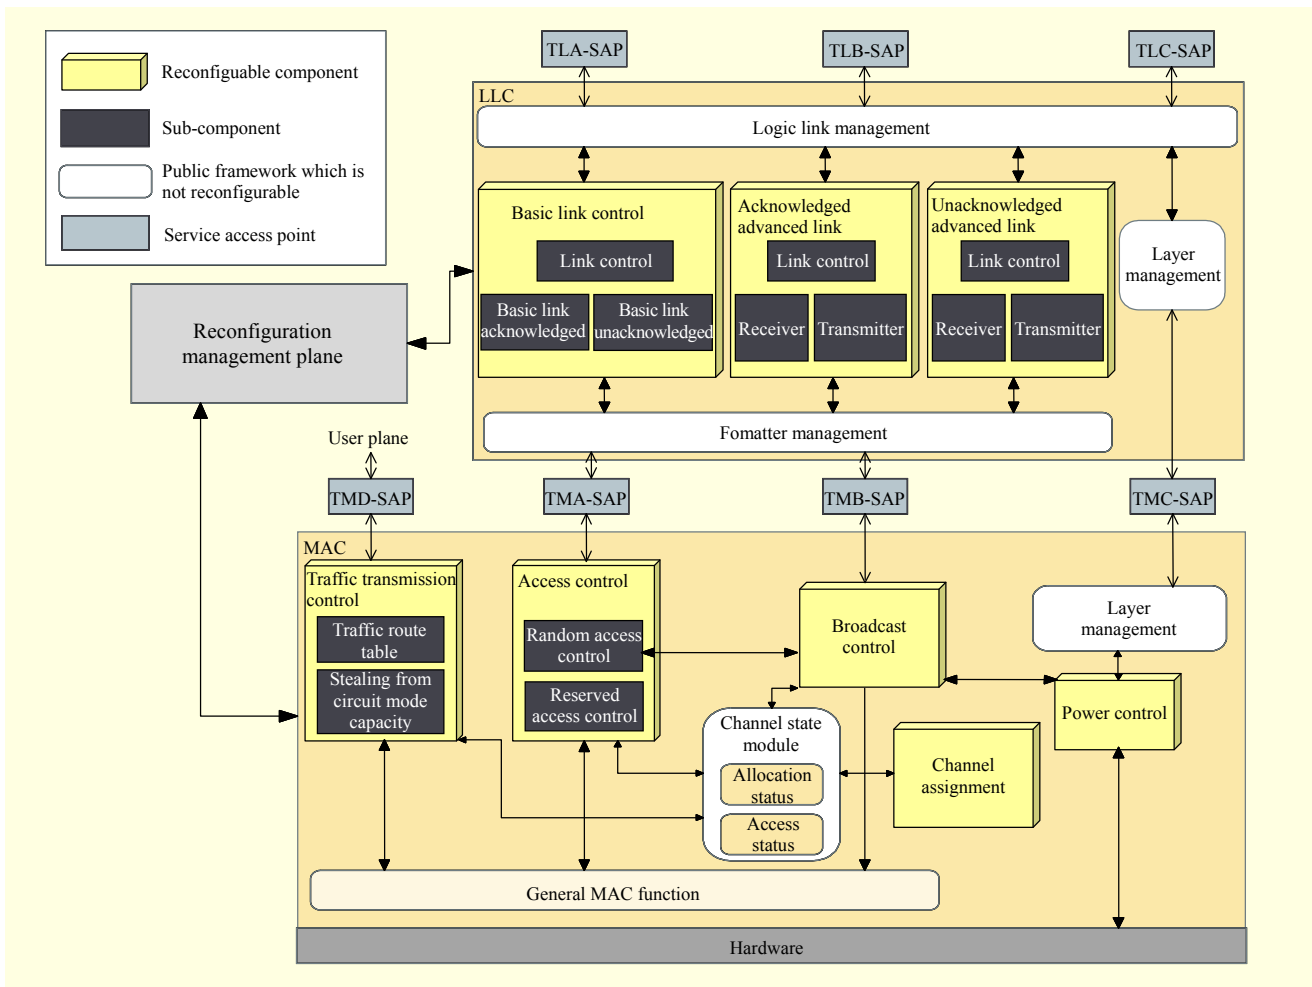 Reconfiguable component
Sub-component
Public framework which is
not reconfigurable
Service access point
TLA-SAP
TLB-SAP
TLC-SAP
LLC
Logic link management
Basic link control
Link control
Basic link
acknowledged
Basic link
unacknowledged
Acknowledged
advanced link
Link control
Receiver
Transmitter
Unacknowledged
advanced link
Link control
Receiver
Transmitter
Layer
management
Reconfiguration
management plane
Fomatter management
User plane
TMD-SAP
TMA-SAP
TMB-SAP
TMC-SAP
MAC
Traffic transmission
control
Traffic route
table
Stealing from
circuit mode
capacity
Access control
Random access
control
Reserved
access control
Broadcast
control
Layer
management
Power control
Channel state
module
Allocation
status
Access
status
Channel
assignment
General MAC function
Hardware